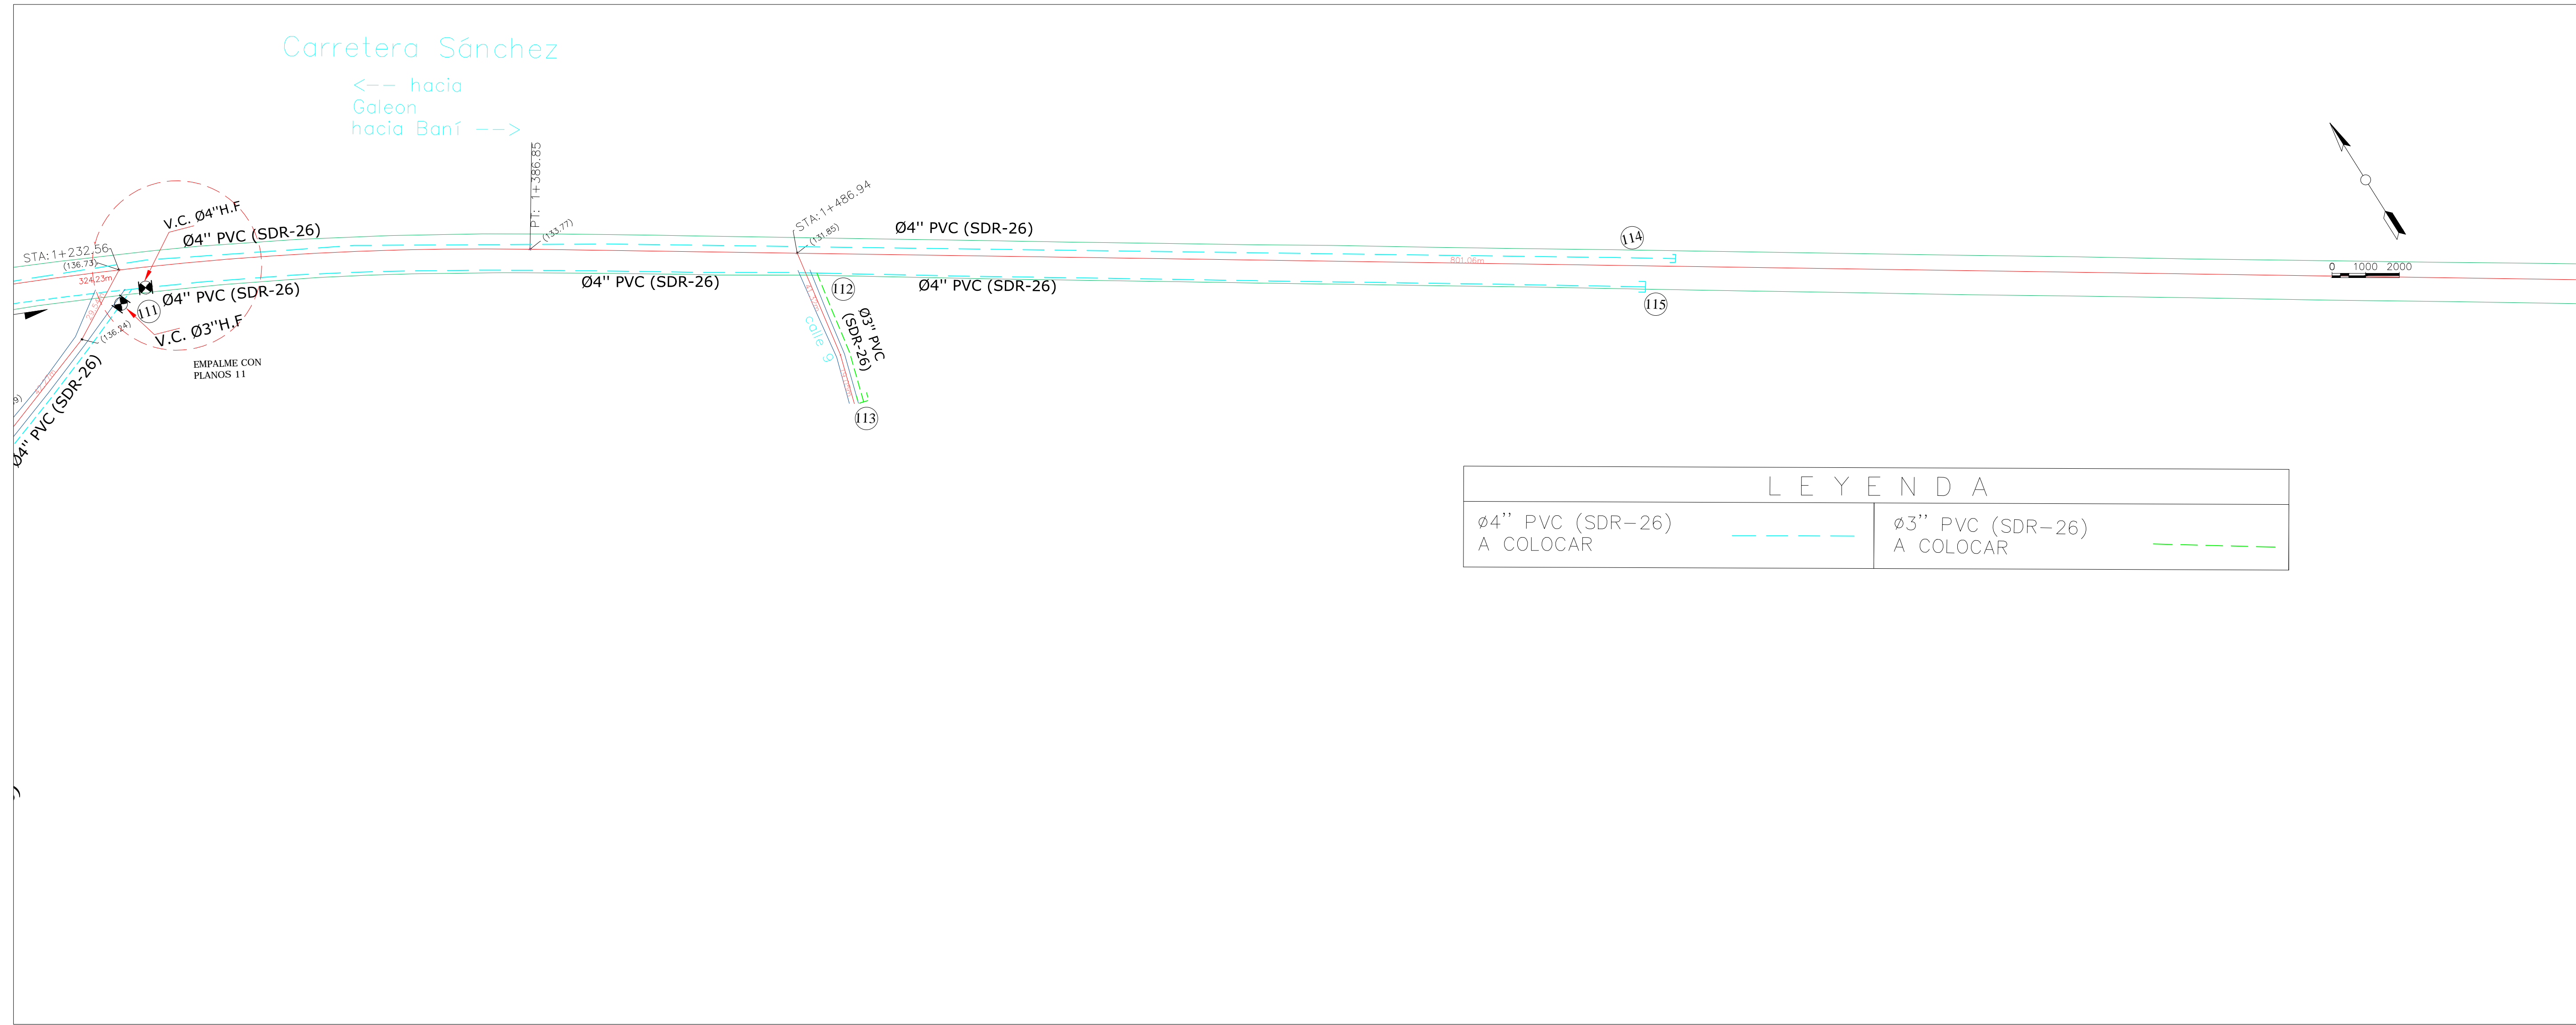 Carretera Sánchez
<-- hacia
Galeon
hacia Baní -->
PT: 1+386.85
(133.77)
STA:1+486.94
(131.85)
Ø4" PVC (SDR-26)
114
801.06m
V.C. Ø4"H.F
Ø4" PVC (SDR-26)
STA:1+232.56
(136.73)
324.23m
Ø4" PVC (SDR-26)
111
V.C. Ø3"H.F
(136.24)
EMPALME CON
PLANOS 11
Ø4" PVC (SDR-26)
9)
Ø4" PVC (SDR-26)
112
Ø4" PVC (SDR-26)
115
calle 9
Ø3" PVC
(SDR-26)
113
0 1000 2000
LEYENDA
ø4'' PVC (SDR-26)
A COLOCAR
ø3'' PVC (SDR-26)
A COLOCAR